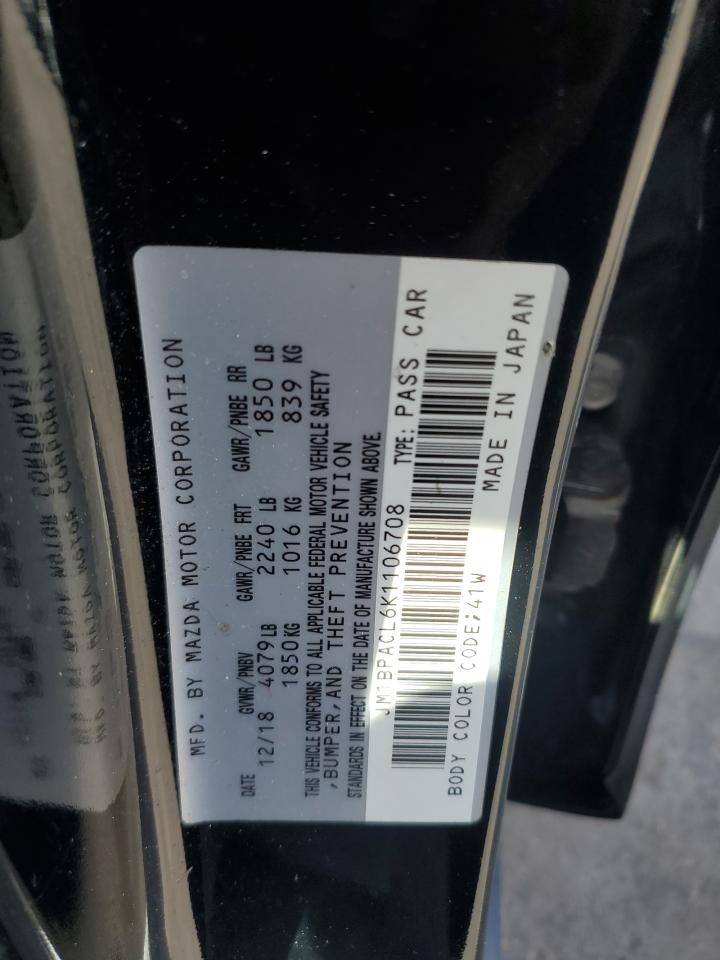 MFD. BY MAZDA MOTOR CORPORATION
DATE GVWR/PNBV GAWR/PNBE FRT GAWR/PNBE RR
12/18 4079LB 2240 LB 1850 LB
1850KG 1016 KG 839 KG
THIS VEHICLE CONFORMS TO ALL APPLICABLE FEDERAL MOTOR VEHICLE SAFETY
,BUMPER,AND THEFT PREVENTION
STANDARDS IN EFFECT ON THE DATE OF MANUFACTURE SHOWN ABOVE.
JM1BPACL6K1106708 TYPE: PASS CAR
BODY COLOR CODE;41W MADE IN JAPAN